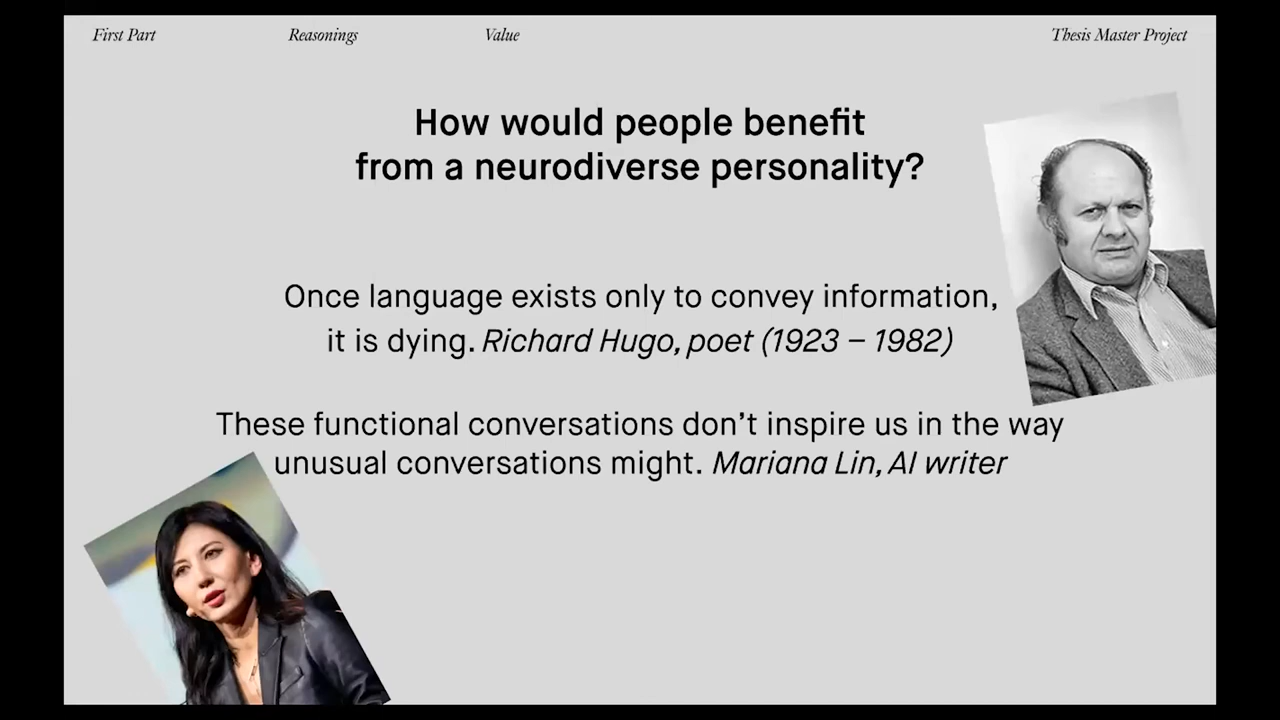 First Part Reasonings Value Thesis Master Project
How would people benefit
from a neurodiverse personality?
Once language exists only to convey information,
it is dying. Richard Hugo, poet (1923 – 1982)
These functional conversations don’t inspire us in the way
unusual conversations might. Mariana Lin, AI writer